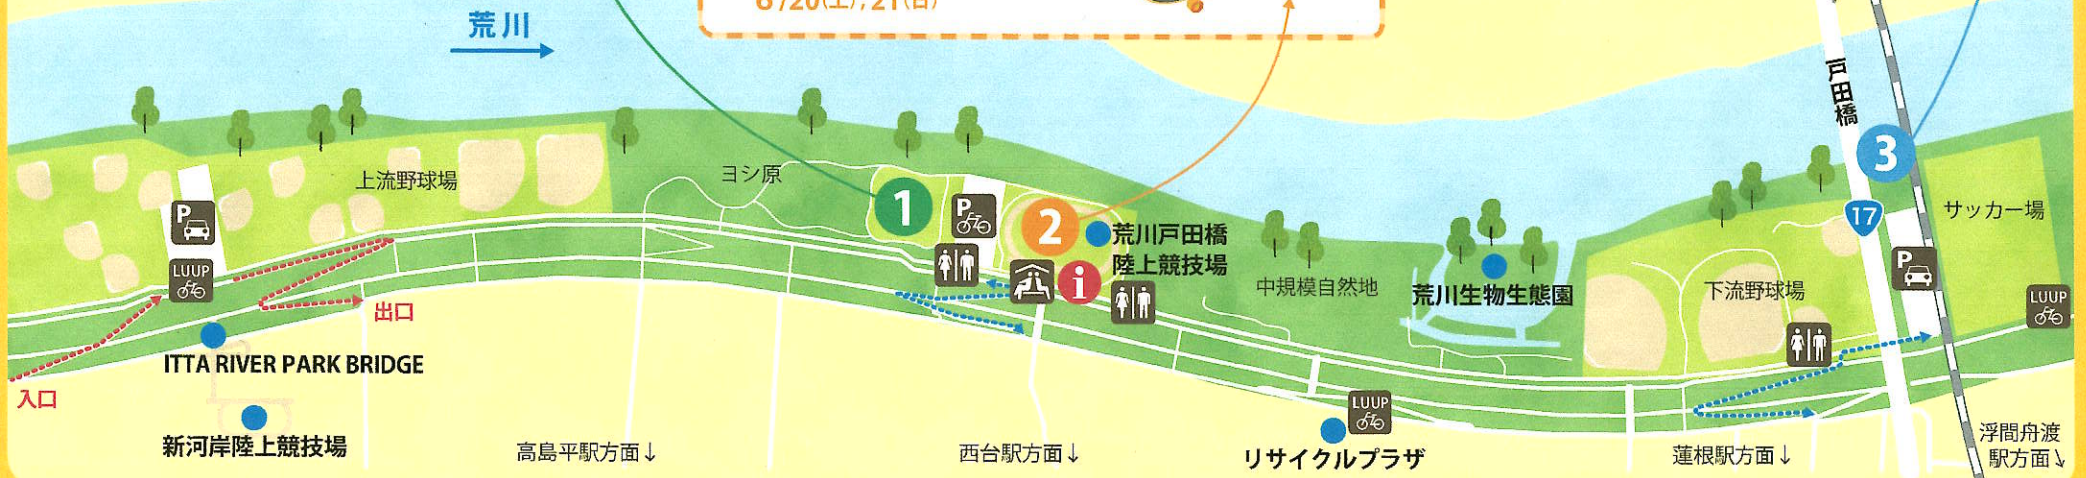 6/20(土), 21(日)
荒川
戸田橋
3
上流野球場
ヨシ原
1
P
P
2
17
サッカー場
荒川戸田橋
陸上競技場
i
LUUP
中規模自然地
荒川生物生態園
下流野球場
P
LUUP
出口
ITTA RIVER PARK BRIDGE
入口
LUUP
新河岸陸上競技場
高島平駅方面↓
西台駅方面↓
リサイクルプラザ
蓮根駅方面↓
浮間舟渡
駅方面↘